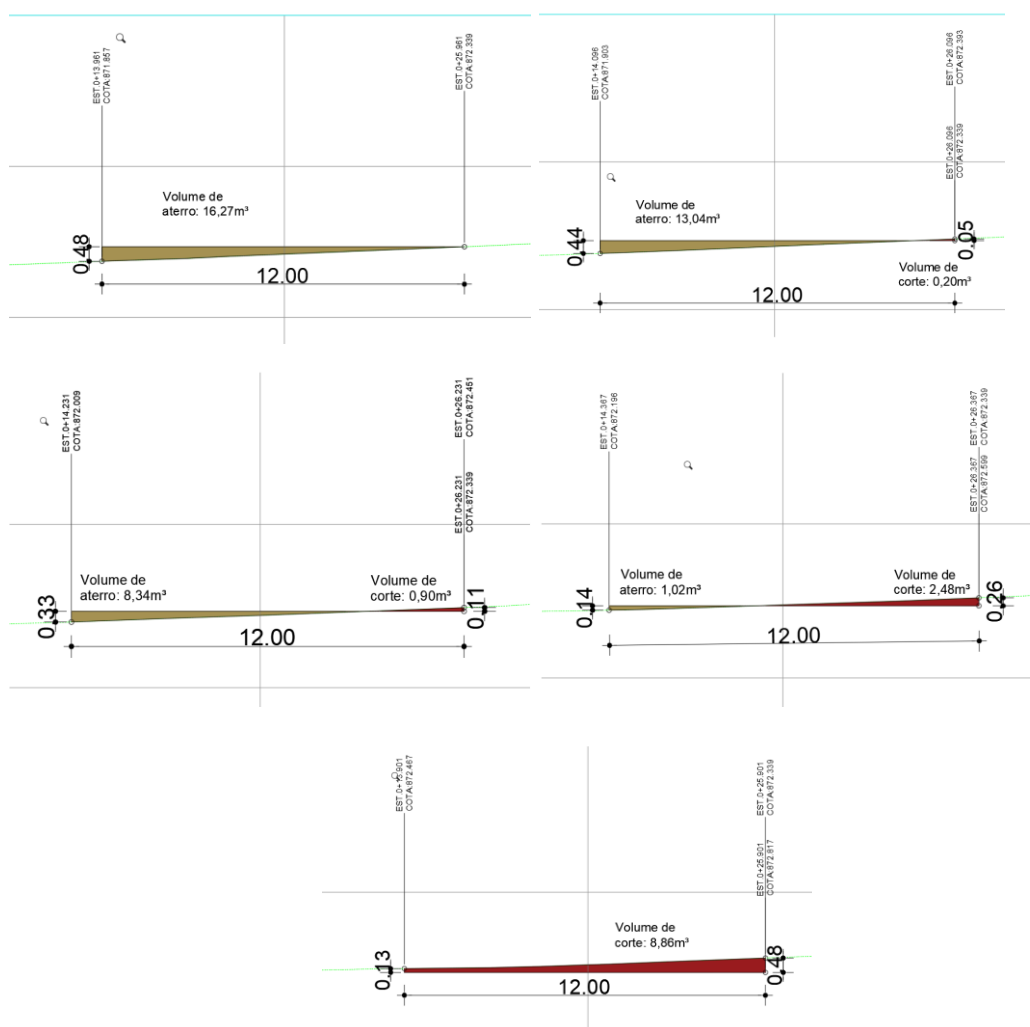 EST.0+13.961
COTA:871.857
EST.0+25.961
COTA:872.339
Volume de
aterro: 16,27m³
0.48
12.00
EST.0+14.096
COTA:871.903
EST.0+26.096
COTA:872.393
EST.0+26.096
COTA:872.339
Volume de
aterro: 13,04m³
0.44
0.05
Volume de
corte: 0,20m³
12.00
EST.0+14.231
COTA:872.009
EST.0+26.231
COTA:872.451
EST.0+26.231
COTA:872.339
Volume de
aterro: 8,34m³
Volume de
corte: 0,90m³
0.33
0.11
12.00
EST.0+14.367
COTA:872.196
EST.0+26.367
COTA:872.339
EST.0+26.367
COTA:872.599
Volume de
aterro: 1,02m³
Volume de
corte: 2,48m³
0.14
0.26
12.00
EST.0+13.901
COTA:872.467
EST.0+25.901
COTA:872.339
EST.0+25.901
COTA:872.817
Volume de
corte: 8,86m³
0.13
0.48
12.00